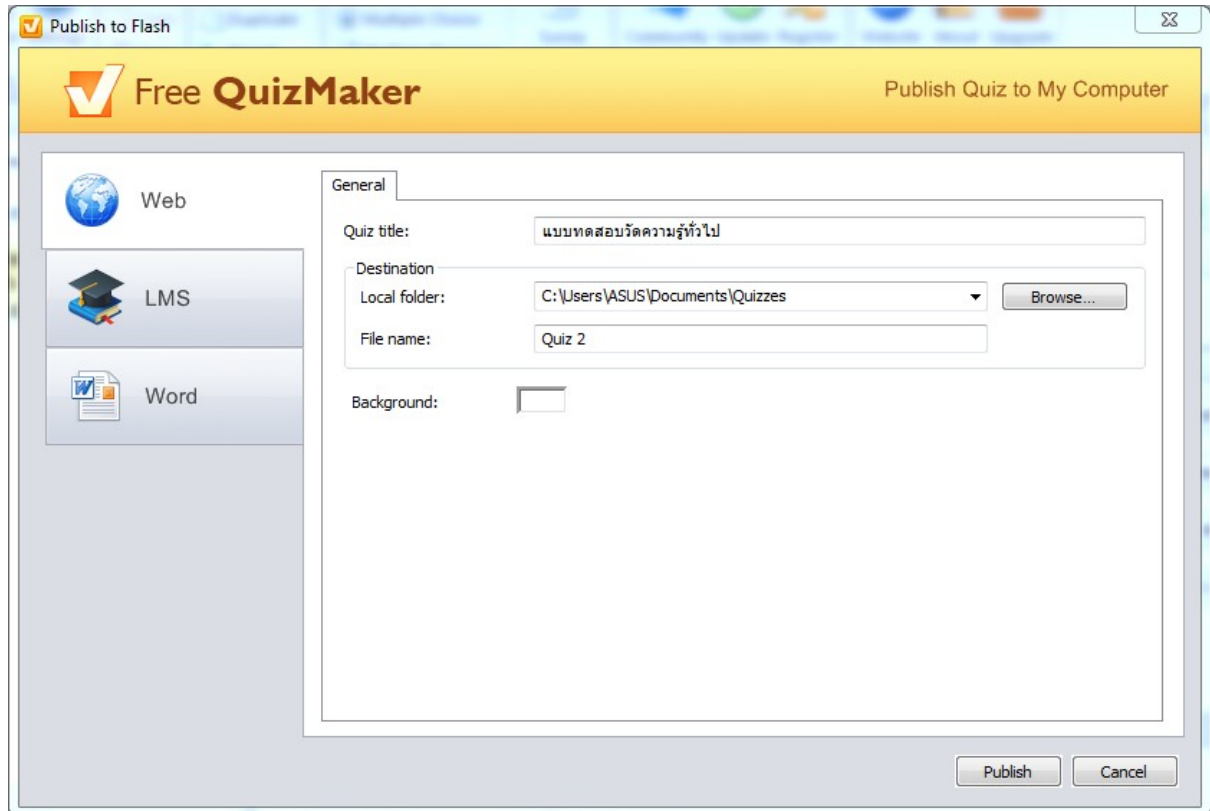 Publish to Flash
Free QuizMaker
Publish Quiz to My Computer
Web
LMS
Word
General
Quiz title:
แบบทดสอบวัดความรู้ทั่วไป
Destination
Local folder:
C:\Users\ASUS\Documents\Quizzes
Browse...
File name:
Quiz 2
Background:
Publish
Cancel